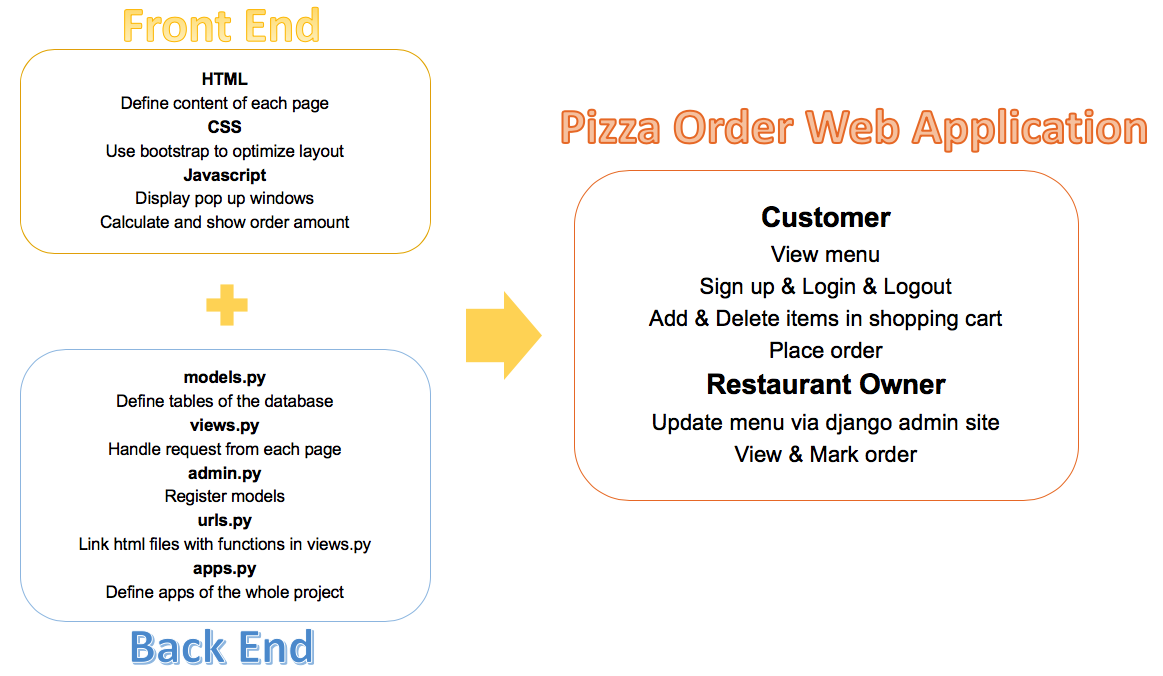 Front End
HTML
Define content of each page
CSS
Use bootstrap to optimize layout
Javascript
Display pop up windows
Calculate and show order amount
models.py
Define tables of the database
views.py
Handle request from each page
admin.py
Register models
urls.py
Link html files with functions in views.py
apps.py
Define apps of the whole project
Back End
Pizza Order Web Application
Customer
View menu
Sign up & Login & Logout
Add & Delete items in shopping cart
Place order
Restaurant Owner
Update menu via django admin site
View & Mark order